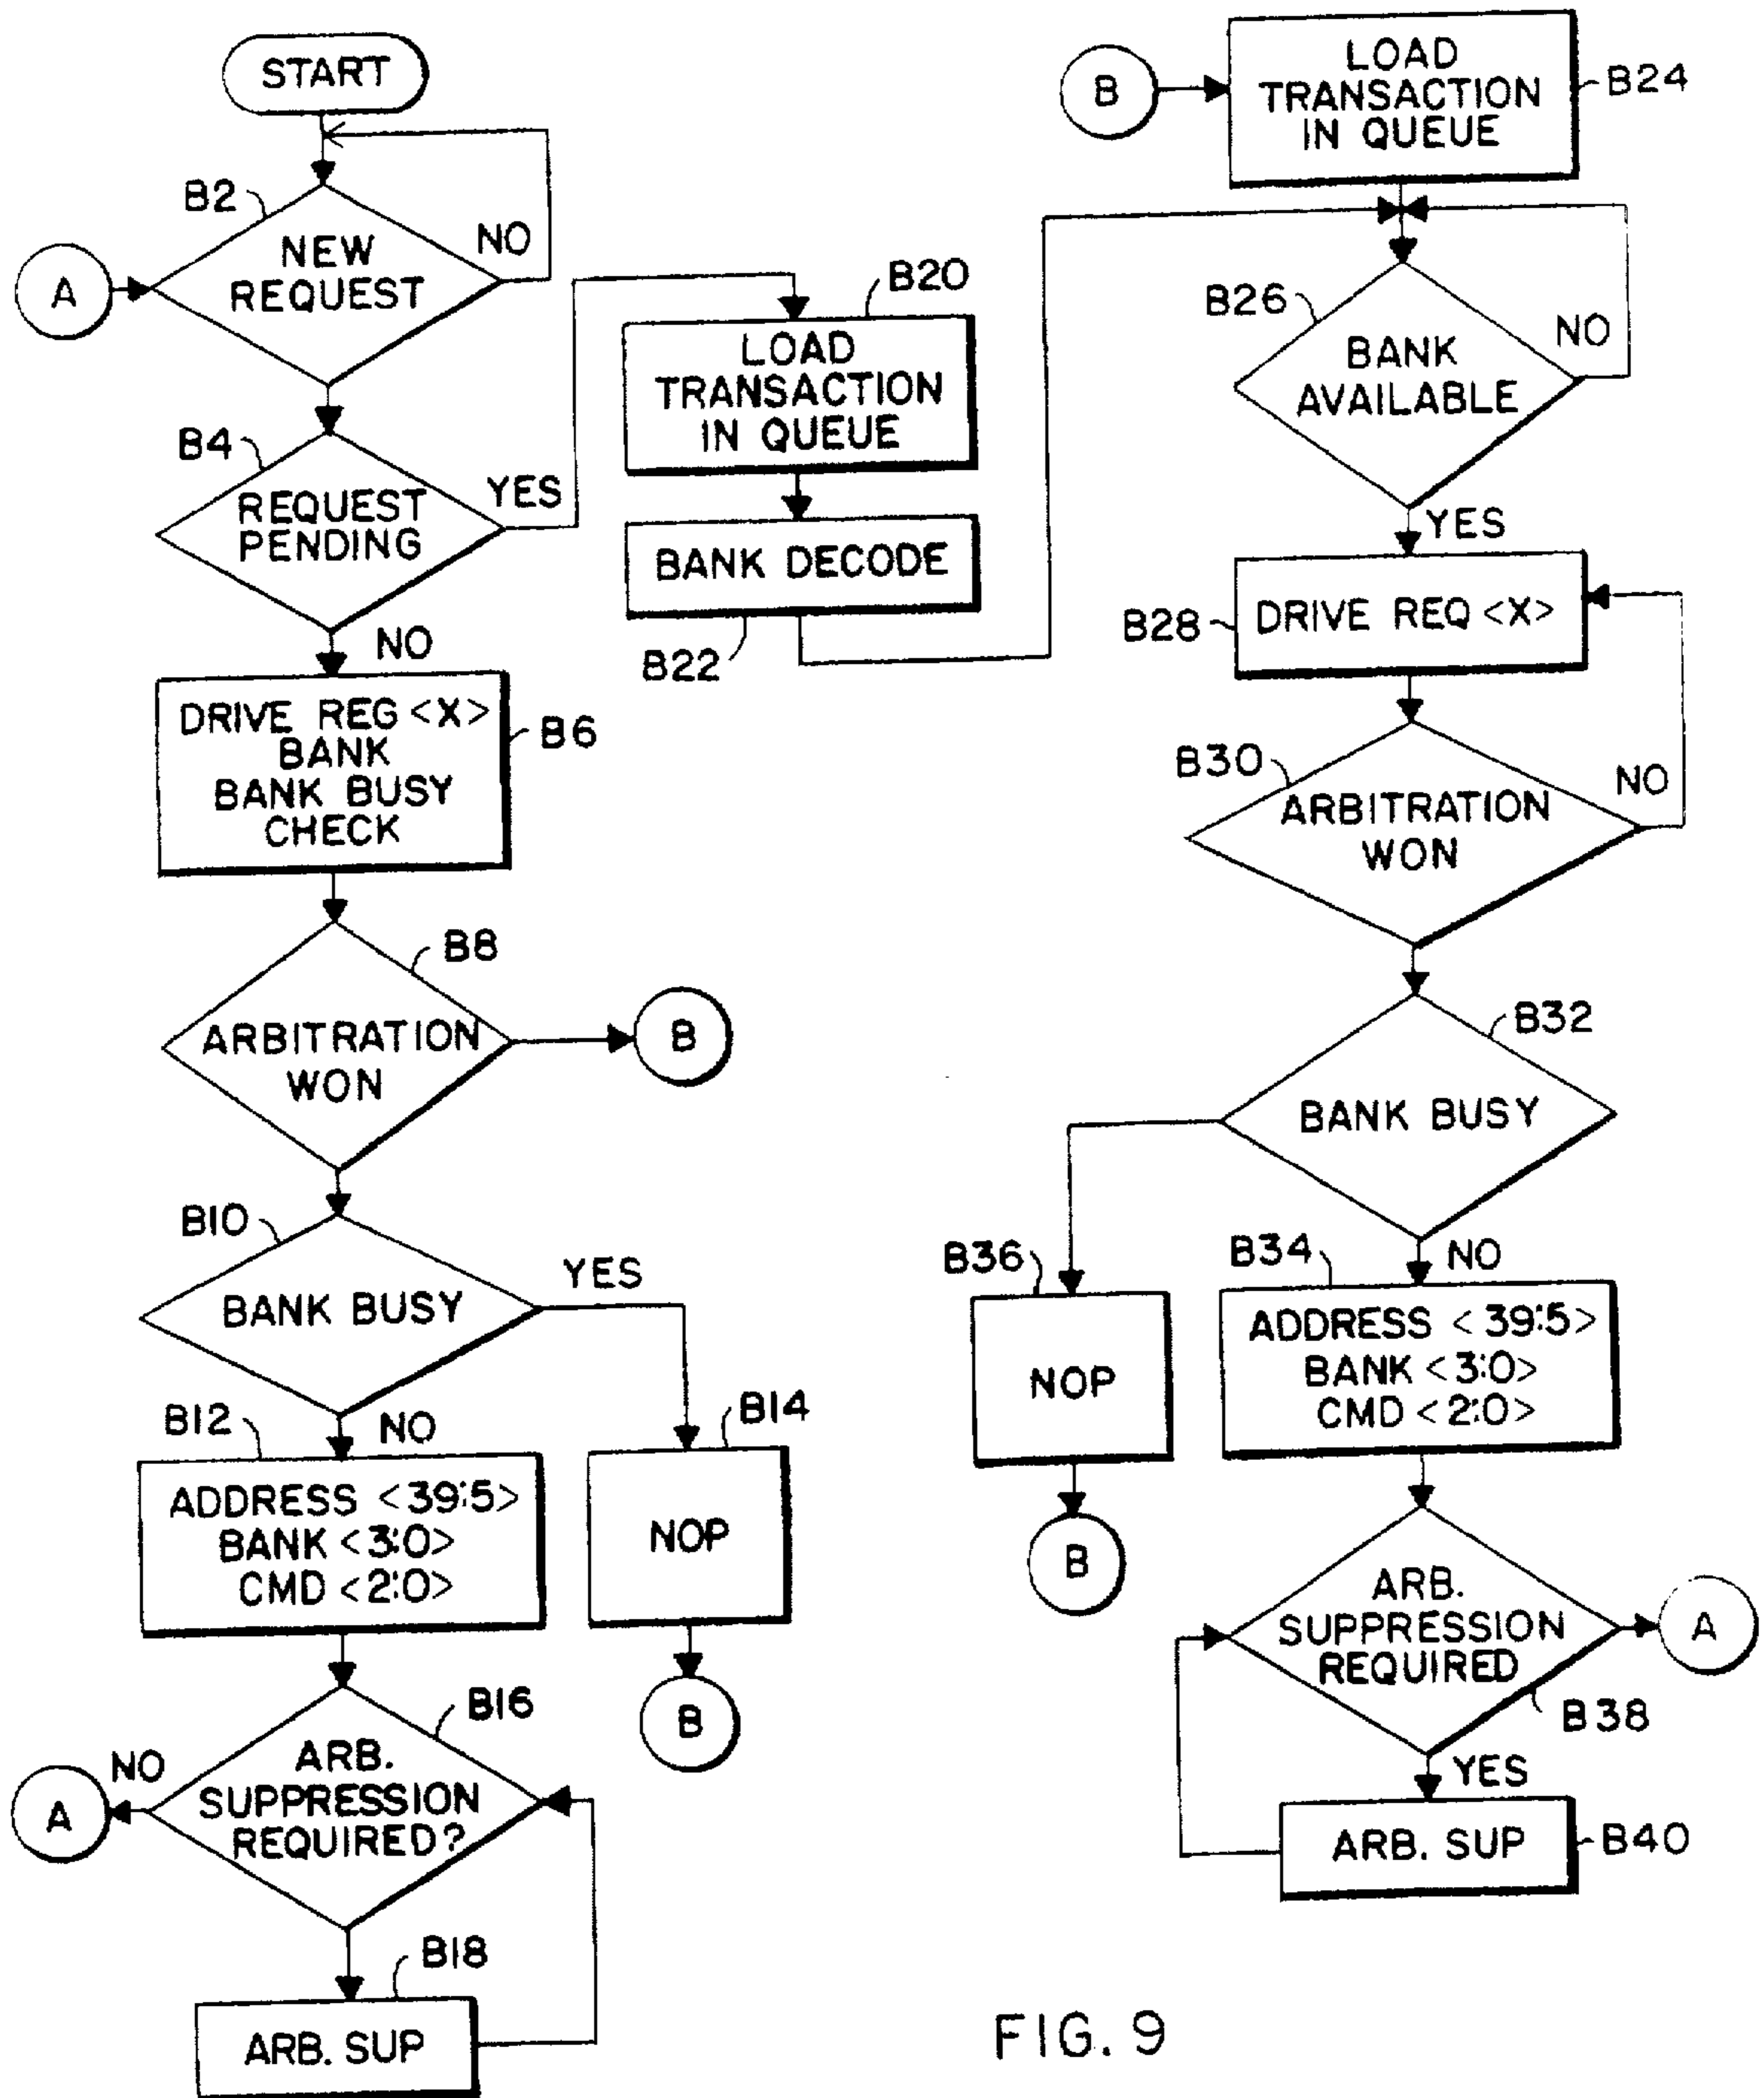 START
B2
NEW
REQUEST
NO
A
B4
REQUEST
PENDING
YES
NO
DRIVE REG <X>
BANK
BANK BUSY
CHECK
B6
B8
ARBITRATION
WON
B
B10
BANK BUSY
YES
NO
B12
ADDRESS <39:5>
BANK <3:0>
CMD <2:0>
B14
NOP
B
B16
ARB.
SUPPRESSION
REQUIRED?
NO
A
B18
ARB. SUP
B20
LOAD
TRANSACTION
IN QUEUE
BANK DECODE
B22
B
LOAD
TRANSACTION
IN QUEUE
B24
B26
BANK
AVAILABLE
NO
YES
B28
DRIVE REQ <X>
B30
ARBITRATION
WON
NO
B32
BANK BUSY
B36
NOP
B
NO
B34
ADDRESS <39:5>
BANK <3:0>
CMD <2:0>
ARB.
SUPPRESSION
REQUIRED
A
B38
YES
ARB. SUP
B40
FIG. 9